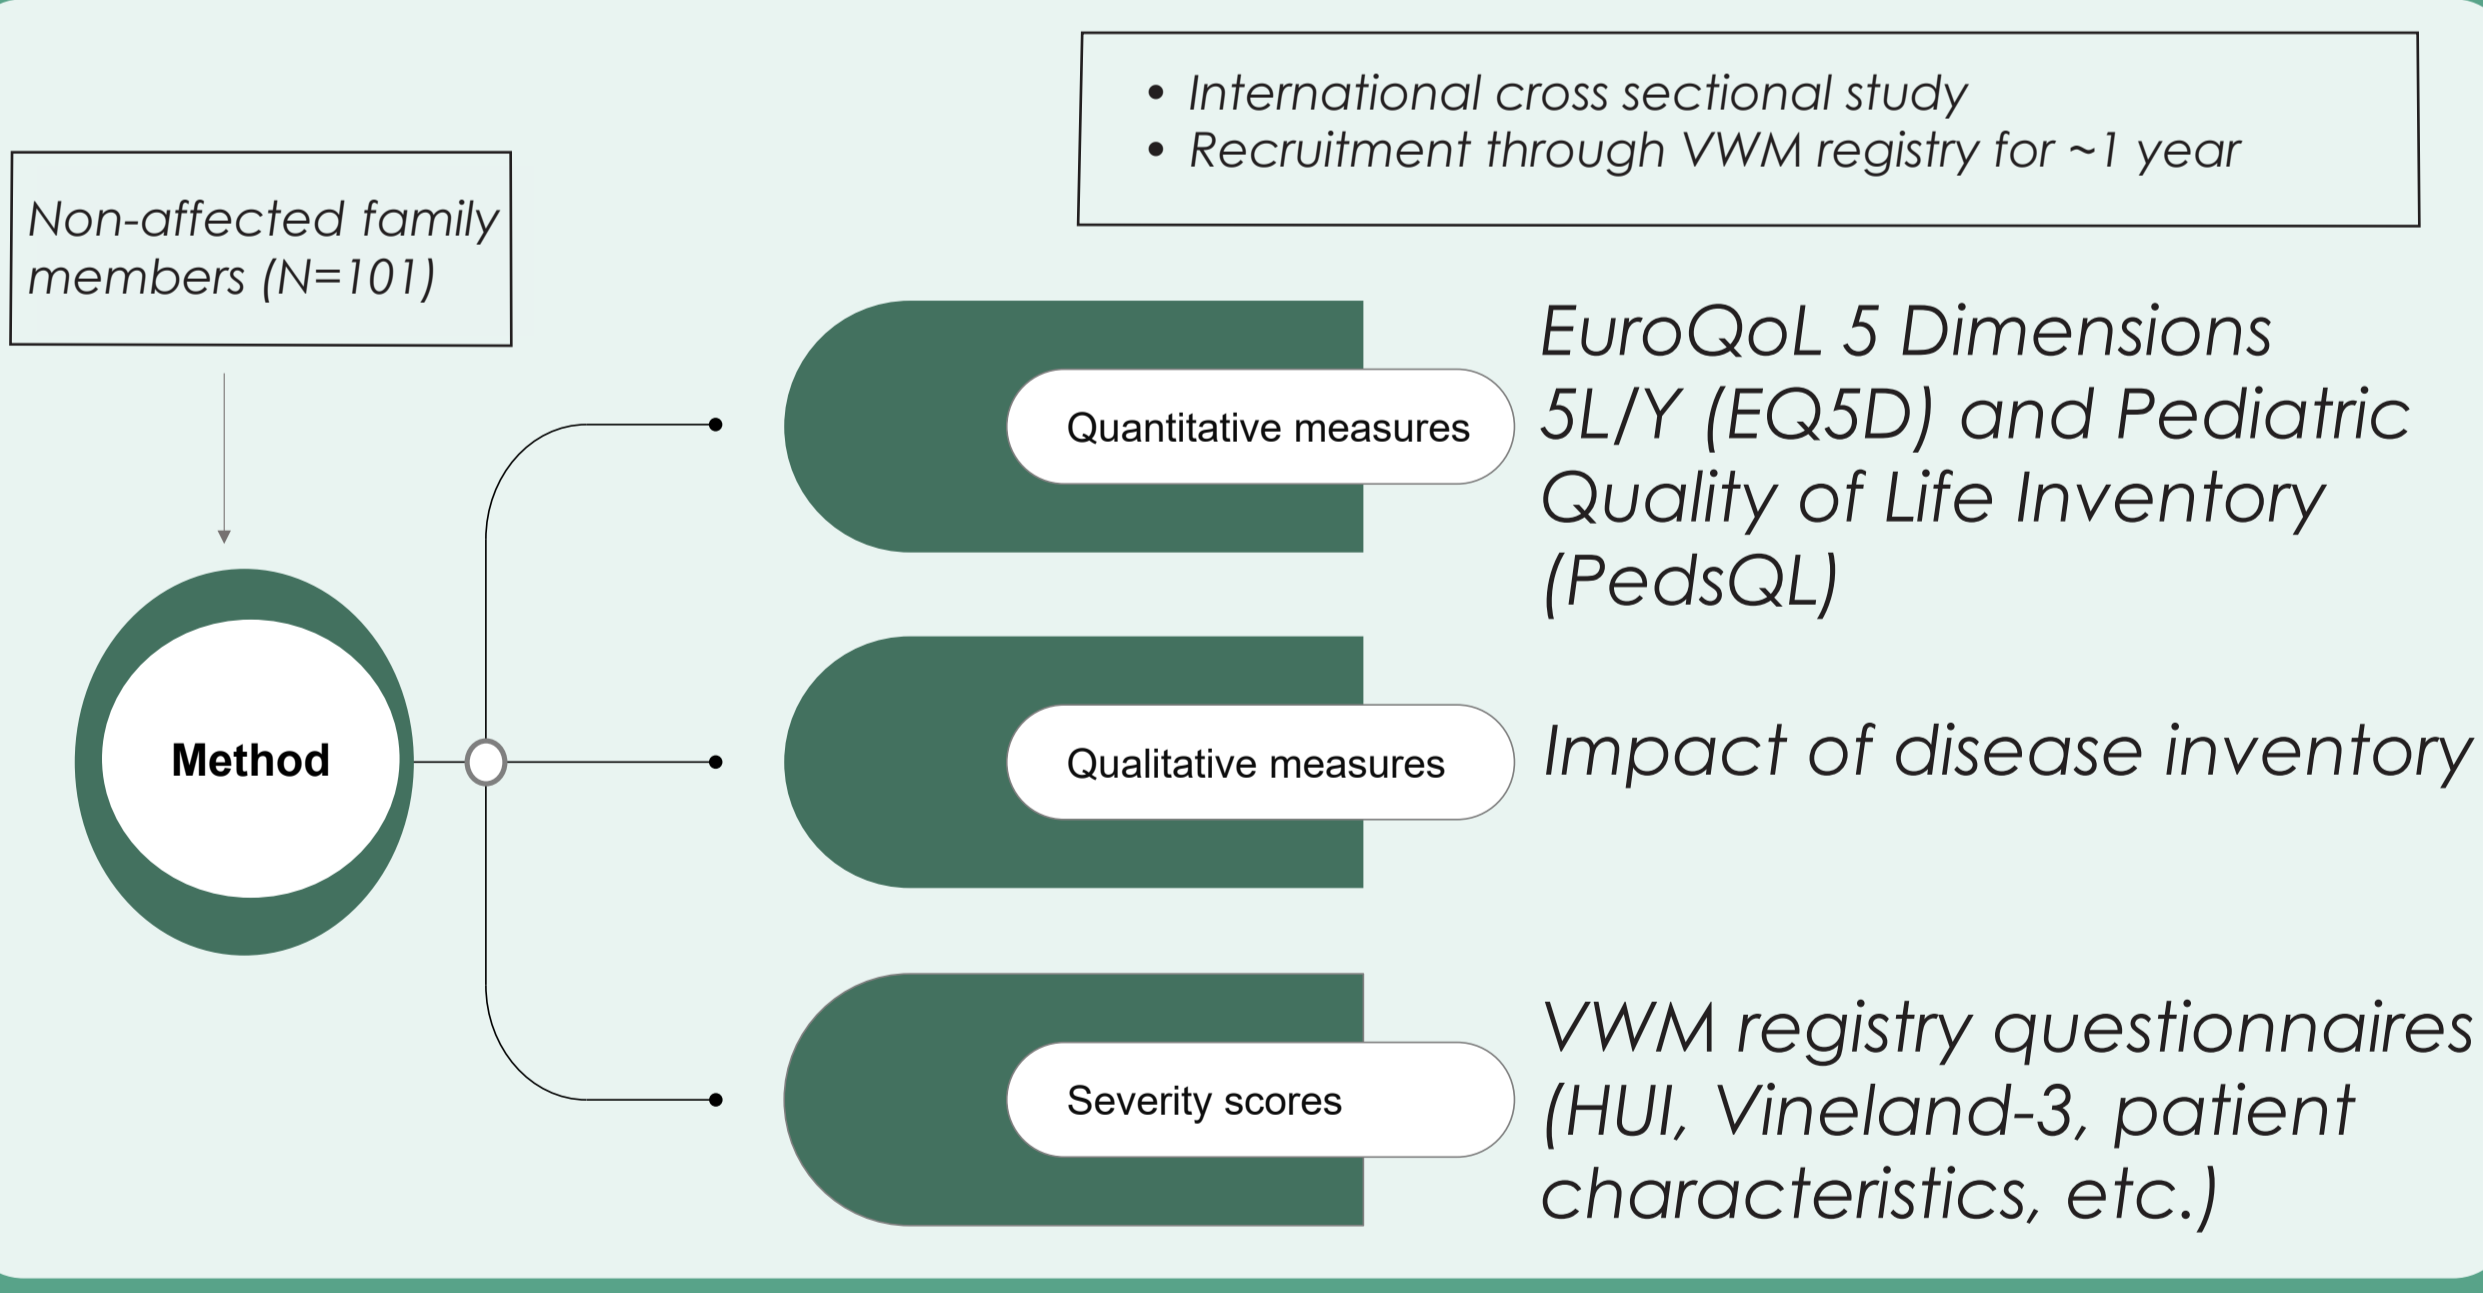 • International cross sectional study
• Recruitment through VWM registry for ~1 year
Non-affected family
members (N=101)
Method
Quantitative measures
EuroQoL 5 Dimensions
5L/Y (EQ5D) and Pediatric
Quality of Life Inventory
(PedsQL)
Qualitative measures
Impact of disease inventory
Severity scores
VWM registry questionnaires
(HUI, Vineland-3, patient
characteristics, etc.)